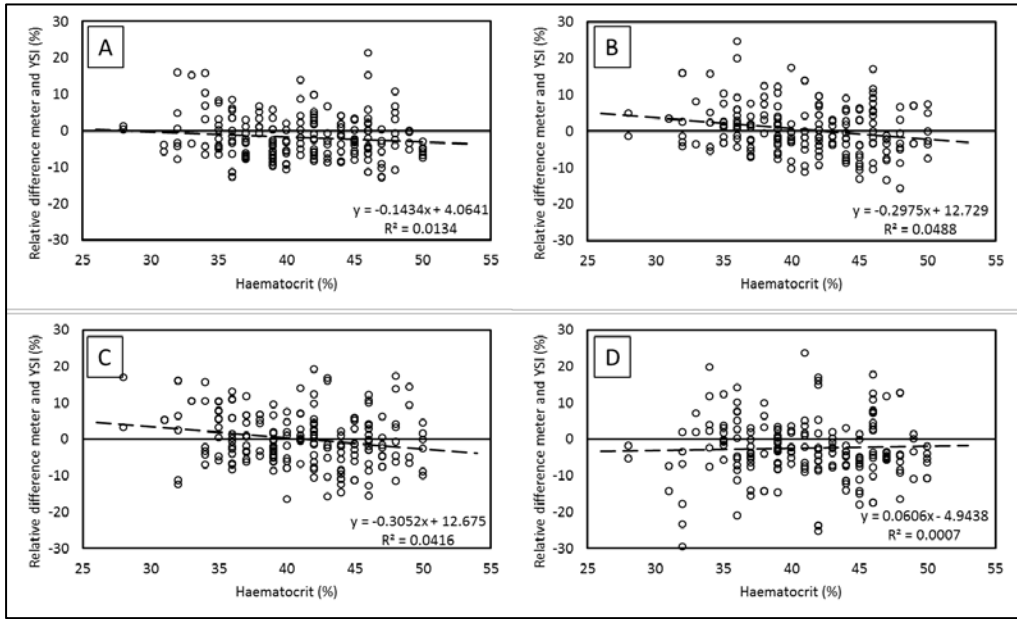 A
Relative difference meter and YSI (%)
30
20
10
0
-10
-20
-30
y = -0.1434x + 4.0641
R² = 0.0134
25 30 35 40 45 50 55
Haematocrit (%)
B
Relative difference meter and YSI (%)
30
20
10
0
-10
-20
-30
y = -0.2975x + 12.729
R² = 0.0488
25 30 35 40 45 50 55
Haematocrit (%)
C
Relative difference meter and YSI (%)
30
20
10
0
-10
-20
-30
y = -0.3052x + 12.675
R² = 0.0416
25 30 35 40 45 50 55
Haematocrit (%)
D
Relative difference meter and YSI (%)
30
20
10
0
-10
-20
-30
y = 0.0606x - 4.9438
R² = 0.0007
25 30 35 40 45 50 55
Haematocrit (%)